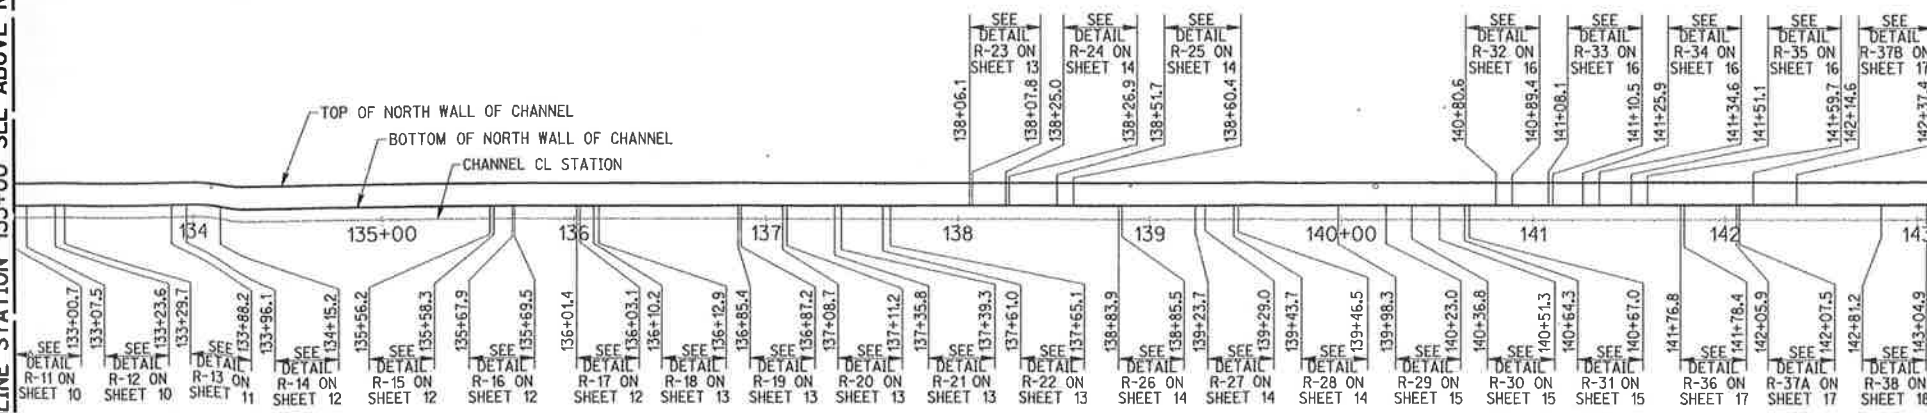 SEE DETAIL R-23 ON SHEET 13
SEE DETAIL R-24 ON SHEET 14
SEE DETAIL R-25 ON SHEET 14
SEE DETAIL R-32 ON SHEET 16
SEE DETAIL R-33 ON SHEET 16
SEE DETAIL R-34 ON SHEET 16
SEE DETAIL R-35 ON SHEET 16
SEE DETAIL R-37B ON SHEET 17
138+06.1
138+07.8
138+25.0
138+26.9
138+51.7
138+60.4
140+80.6
140+89.4
141+08.1
141+10.5
141+25.9
141+34.6
141+51.1
141+59.7
142+14.6
142+37.4
TOP OF NORTH WALL OF CHANNEL
BOTTOM OF NORTH WALL OF CHANNEL
CHANNEL CL STATION
134
135+00
136
137
138
139
140+00
141
142
143
133+00.7
133+07.5
133+23.6
133+29.7
133+88.2
133+96.1
134+15.2
135+56.2
135+58.3
135+67.9
135+69.5
136+01.4
136+03.1
136+10.2
136+12.9
136+85.4
136+87.2
137+08.7
137+11.2
137+35.8
137+39.3
137+61.0
137+65.1
138+83.9
138+85.5
139+23.7
139+29.0
139+43.7
139+46.5
139+98.3
140+23.0
140+36.8
140+51.3
140+64.3
140+67.0
141+76.8
141+78.4
142+05.9
142+07.5
142+81.2
143+04.9
SEE DETAIL R-11 ON SHEET 10
SEE DETAIL R-12 ON SHEET 10
SEE DETAIL R-13 ON SHEET 11
SEE DETAIL R-14 ON SHEET 12
SEE DETAIL R-15 ON SHEET 12
SEE DETAIL R-16 ON SHEET 12
SEE DETAIL R-17 ON SHEET 12
SEE DETAIL R-18 ON SHEET 13
SEE DETAIL R-19 ON SHEET 13
SEE DETAIL R-20 ON SHEET 13
SEE DETAIL R-21 ON SHEET 13
SEE DETAIL R-22 ON SHEET 13
SEE DETAIL R-26 ON SHEET 14
SEE DETAIL R-27 ON SHEET 14
SEE DETAIL R-28 ON SHEET 14
SEE DETAIL R-29 ON SHEET 15
SEE DETAIL R-30 ON SHEET 15
SEE DETAIL R-31 ON SHEET 15
SEE DETAIL R-36 ON SHEET 17
SEE DETAIL R-37A ON SHEET 17
SEE DETAIL R-38 ON SHEET 18
STATION 133+00 SEE ABOVE